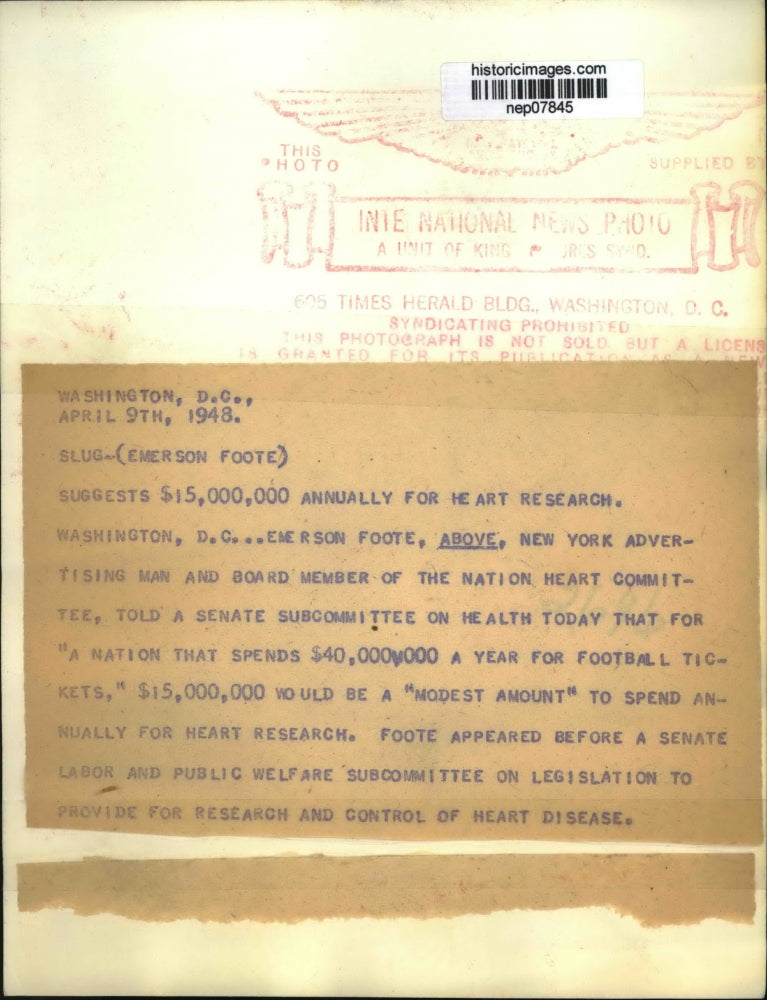 historicimages.com
nep07845
THIS
PHOTO
SUPPLIED BY
INTE NATIONAL NEWS PHOTO
A UNIT OF KING
SYND.
605 TIMES HERALD BLDG., WASHINGTON, D. C.
SYNDICATING PROHIBITED
THIS PHOTOGRAPH IS NOT SOLD BUT A LICENS
IS GRANTED FOR ITS PUBLICATION AS A NEW
WASHINGTON, D.C.,
APRIL 9TH, 1948.
SLUG~(EMERSON FOOTE)
SUGGESTS $15,000,000 ANNUALLY FOR HEART RESEARCH.
WASHINGTON, D.C...EMERSON FOOTE, ABOVE, NEW YORK ADVER-
TISING MAN AND BOARD MEMBER OF THE NATION HEART COMMIT-
TEE, TOLD A SENATE SUBCOMMITTEE ON HEALTH TODAY THAT FOR
"A NATION THAT SPENDS $40,000,000 A YEAR FOR FOOTBALL TIC-
KETS," $15,000,000 WOULD BE A "MODEST AMOUNT" TO SPEND AN-
NUALLY FOR HEART RESEARCH. FOOTE APPEARED BEFORE A SENATE
LABOR AND PUBLIC WELFARE SUBCOMMITTEE ON LEGISLATION TO
PROVIDE FOR RESEARCH AND CONTROL OF HEART DISEASE.